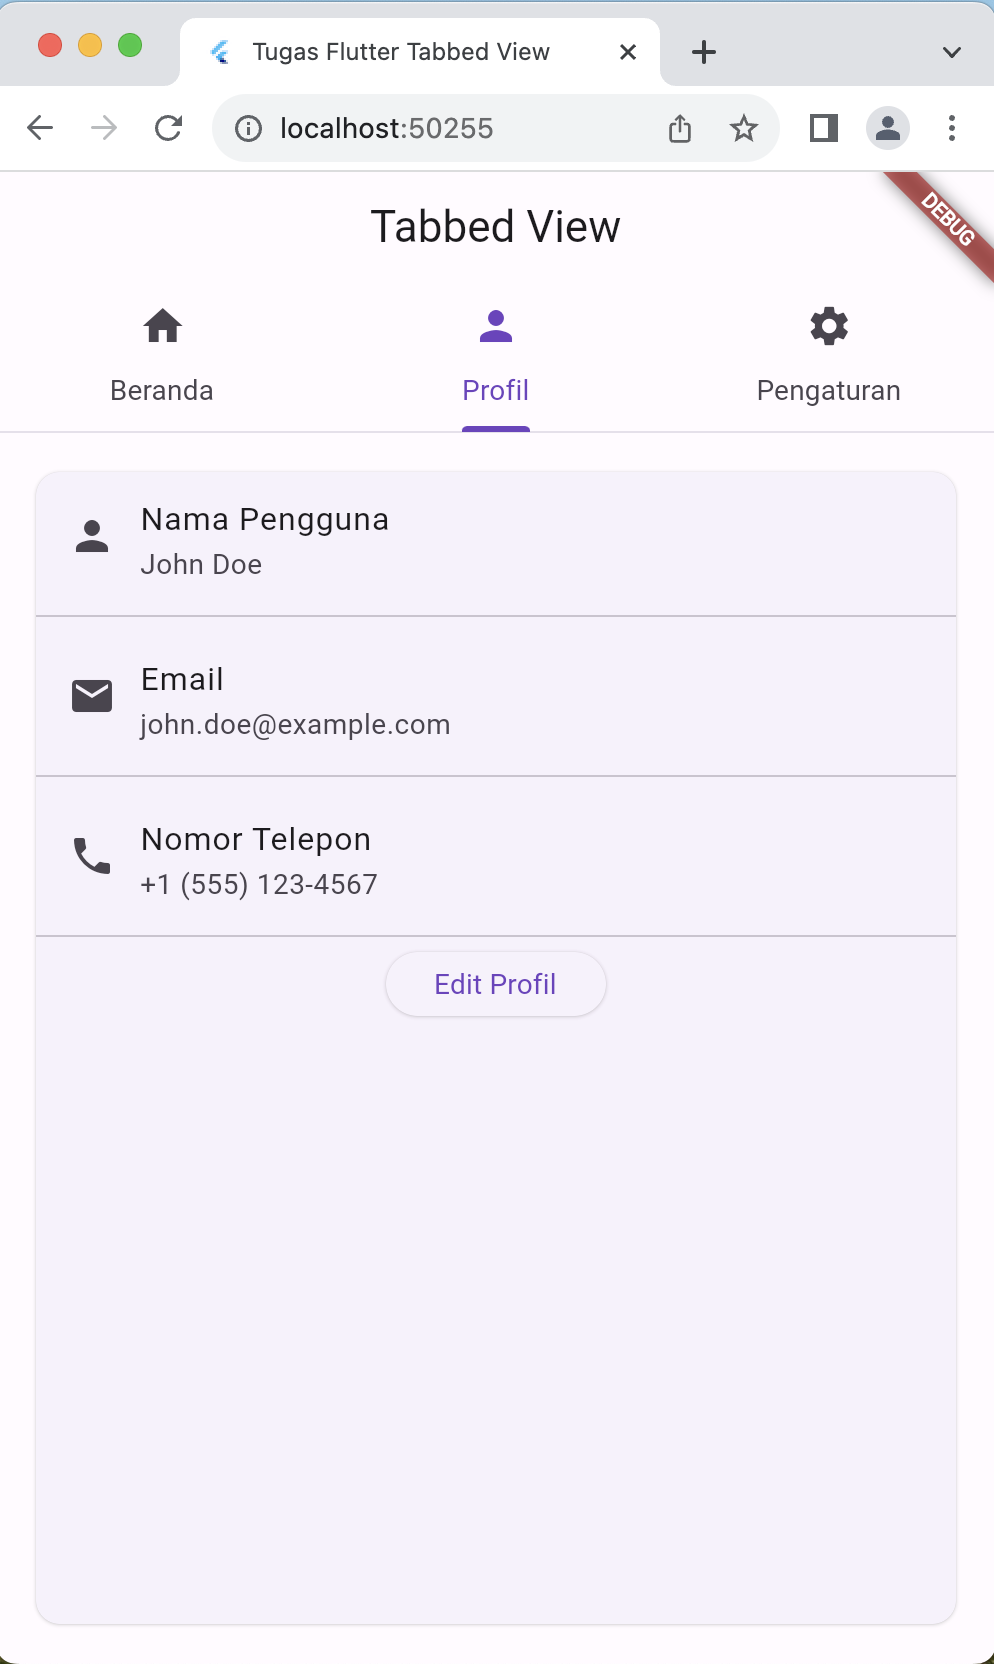 Tugas Flutter Tabbed View
localhost:50255
DEBUG
Tabbed View
Beranda
Profil
Pengaturan
Nama Pengguna
John Doe
Email
john.doe@example.com
Nomor Telepon
+1 (555) 123-4567
Edit Profil